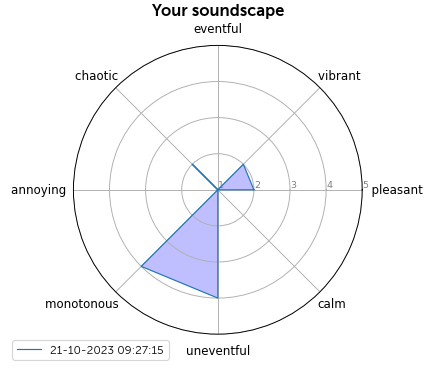 Your soundscape
eventful
chaotic
vibrant
annoying
1
2
3
4
5
pleasant
monotonous
calm
21-10-2023 09:27:15
uneventful